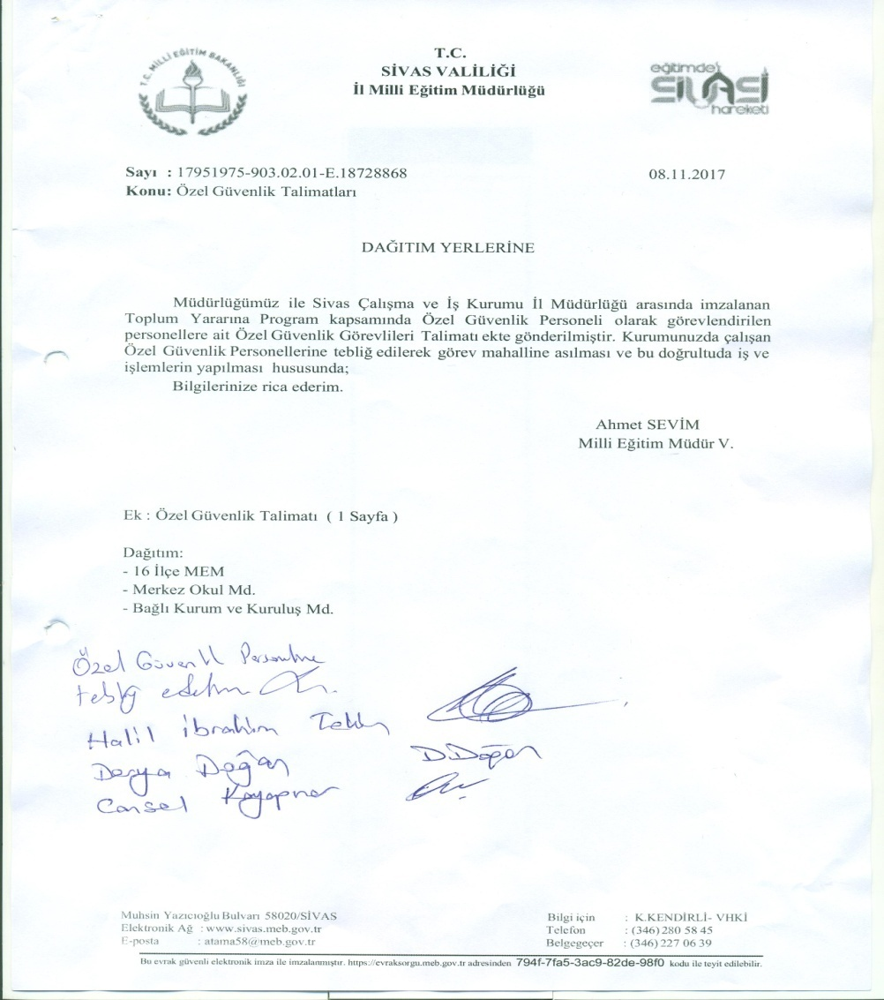 T.C. MİLLİ EĞİTİM BAKANLIĞI
T.C.
SİVAS VALİLİĞİ
İl Milli Eğitim Müdürlüğü
eğitimde
SİVAS
hareketi
Sayı : 17951975-903.02.01-E.18728868
08.11.2017
Konu: Özel Güvenlik Talimatları
DAĞITIM YERLERİNE
Müdürlüğümüz ile Sivas Çalışma ve İş Kurumu İl Müdürlüğü arasında imzalanan
Toplum Yararına Program kapsamında Özel Güvenlik Personeli olarak görevlendirilen
personellere ait Özel Güvenlik Görevlileri Talimatı ekte gönderilmiştir. Kurumunuzda çalışan
Özel Güvenlik Personellerine tebliğ edilerek görev mahalline asılması ve bu doğrultuda iş ve
işlemlerin yapılması hususunda;
Bilgilerinize rica ederim.
Ahmet SEVİM
Milli Eğitim Müdür V.
Ek : Özel Güvenlik Talimatı ( 1 Sayfa )
Dağıtım:
- 16 İlçe MEM
- Merkez Okul Md.
- Bağlı Kurum ve Kuruluş Md.
Özel Güvenlik Personeline
tebliğ edilen
Halil ibrahim
Derya Doğan
D.Doğan
Cansel Kayapınar
Muhsin Yazıcıoğlu Bulvarı 58020/SİVAS
Elektronik Ağ : www.sivas.meb.gov.tr
E-posta : atama58@meb.gov.tr
Bilgi için : K.KENDİRLİ- VHKİ
Telefon : (346) 280 58 45
Belgegeçer : (346) 227 06 39
Bu evrak güvenli elektronik imza ile imzalanmıştır. https://evraksorgu.meb.gov.tr adresinden 794f-7fa5-3ac9-82de-98f0 kodu ile teyit edilebilir.